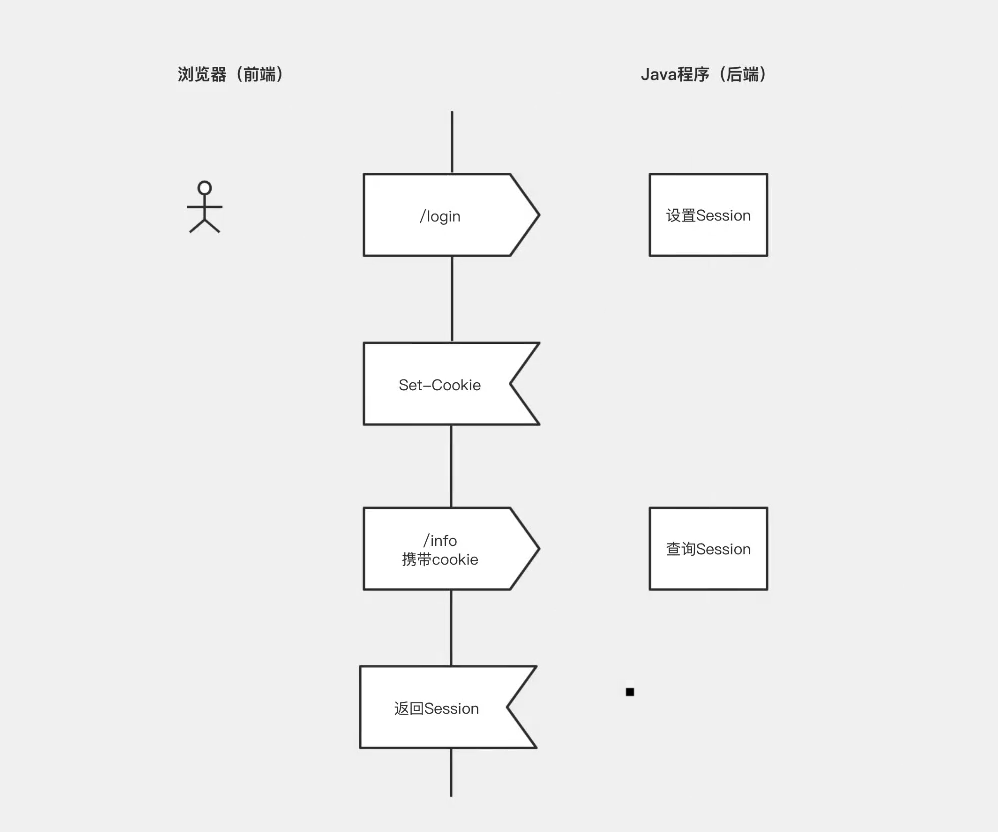 浏览器（前端）
Java程序（后端）
/login
设置Session
Set-Cookie
/info
携带cookie
查询Session
返回Session